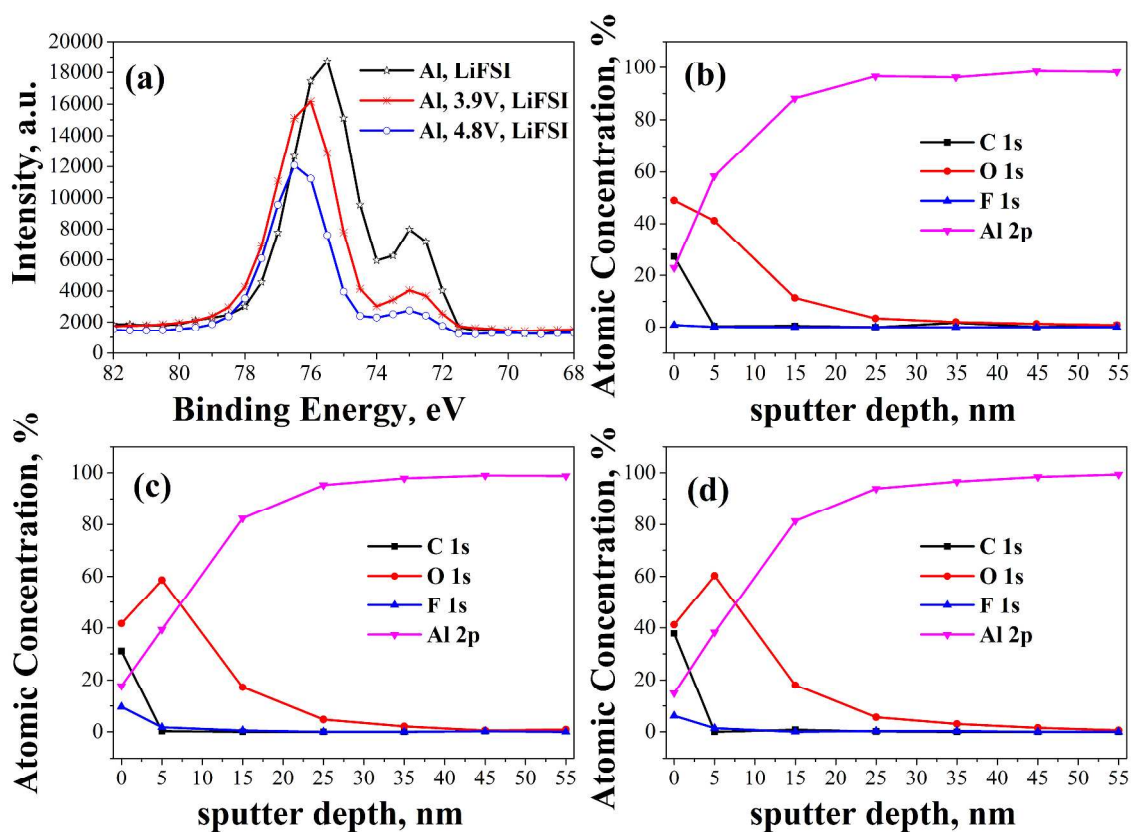 (a)
Intensity, a.u.
20000
18000
16000
14000
12000
10000
8000
6000
4000
2000
0
Al, LiFSI
Al, 3.9V, LiFSI
Al, 4.8V, LiFSI
82 80 78 76 74 72 70 68
Binding Energy, eV
(b)
Atomic Concentration, %
100
80
60
40
20
0
C 1s
O 1s
F 1s
Al 2p
0 5 10 15 20 25 30 35 40 45 50 55
sputter depth, nm
(c)
Atomic Concentration, %
100
80
60
40
20
0
C 1s
O 1s
F 1s
Al 2p
0 5 10 15 20 25 30 35 40 45 50 55
sputter depth, nm
(d)
Atomic Concentration, %
100
80
60
40
20
0
C 1s
O 1s
F 1s
Al 2p
0 5 10 15 20 25 30 35 40 45 50 55
sputter depth, nm